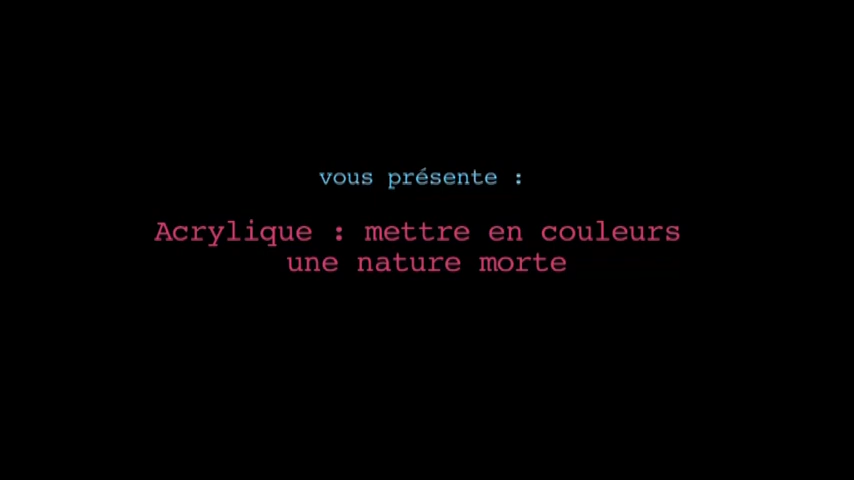 vous présente :
Acrylique : mettre en couleurs
une nature morte